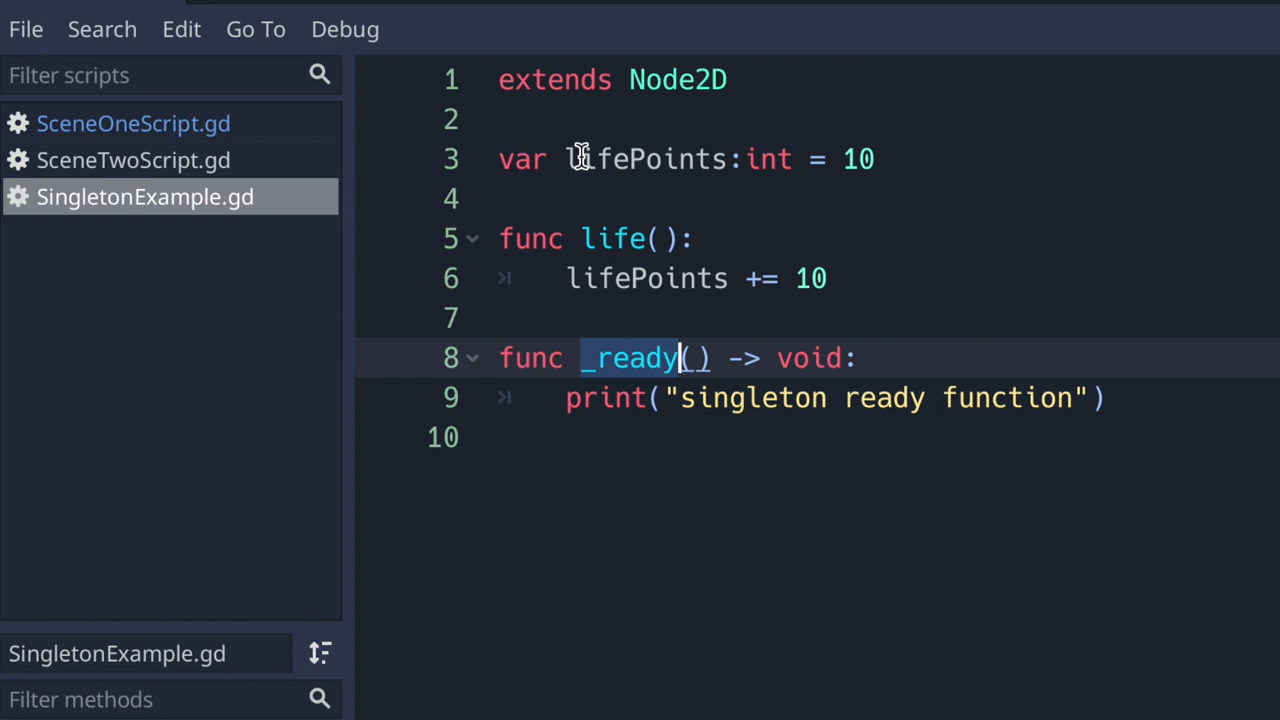 File Search Edit Go To Debug
Filter scripts
SceneOneScript.gd
SceneTwoScript.gd
SingletonExample.gd
SingletonExample.gd
Filter methods
1 extends Node2D
2
3 var lifePoints:int = 10
4
5 func life():
6 lifePoints += 10
7
8 func _ready() -> void:
9 print("singleton ready function")
10